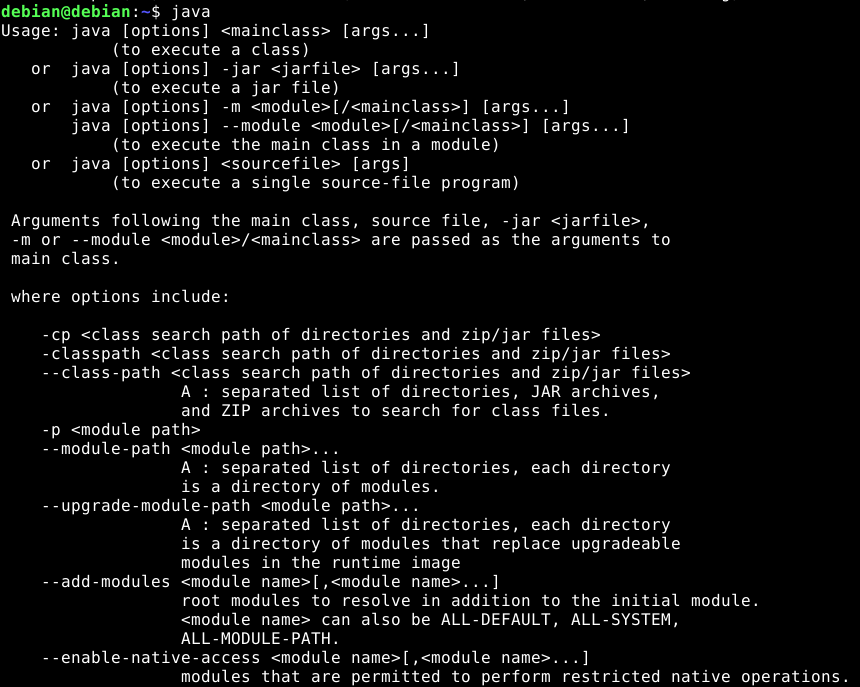 debian@debian:~$ java
Usage: java [options] <mainclass> [args...]
           (to execute a class)
   or  java [options] -jar <jarfile> [args...]
           (to execute a jar file)
   or  java [options] -m <module>[/<mainclass>] [args...]
       java [options] --module <module>[/<mainclass>] [args...]
           (to execute the main class in a module)
   or  java [options] <sourcefile> [args]
           (to execute a single source-file program)

 Arguments following the main class, source file, -jar <jarfile>,
 -m or --module <module>/<mainclass> are passed as the arguments to
 main class.

 where options include:

    -cp <class search path of directories and zip/jar files>
    -classpath <class search path of directories and zip/jar files>
    --class-path <class search path of directories and zip/jar files>
                  A : separated list of directories, JAR archives,
                  and ZIP archives to search for class files.
    -p <module path>
    --module-path <module path>...
                  A : separated list of directories, each directory
                  is a directory of modules.
    --upgrade-module-path <module path>...
                  A : separated list of directories, each directory
                  is a directory of modules that replace upgradeable
                  modules in the runtime image
    --add-modules <module name>[,<module name>...]
                  root modules to resolve in addition to the initial module.
                  <module name> can also be ALL-DEFAULT, ALL-SYSTEM,
                  ALL-MODULE-PATH.
    --enable-native-access <module name>[,<module name>...]
                  modules that are permitted to perform restricted native operations.